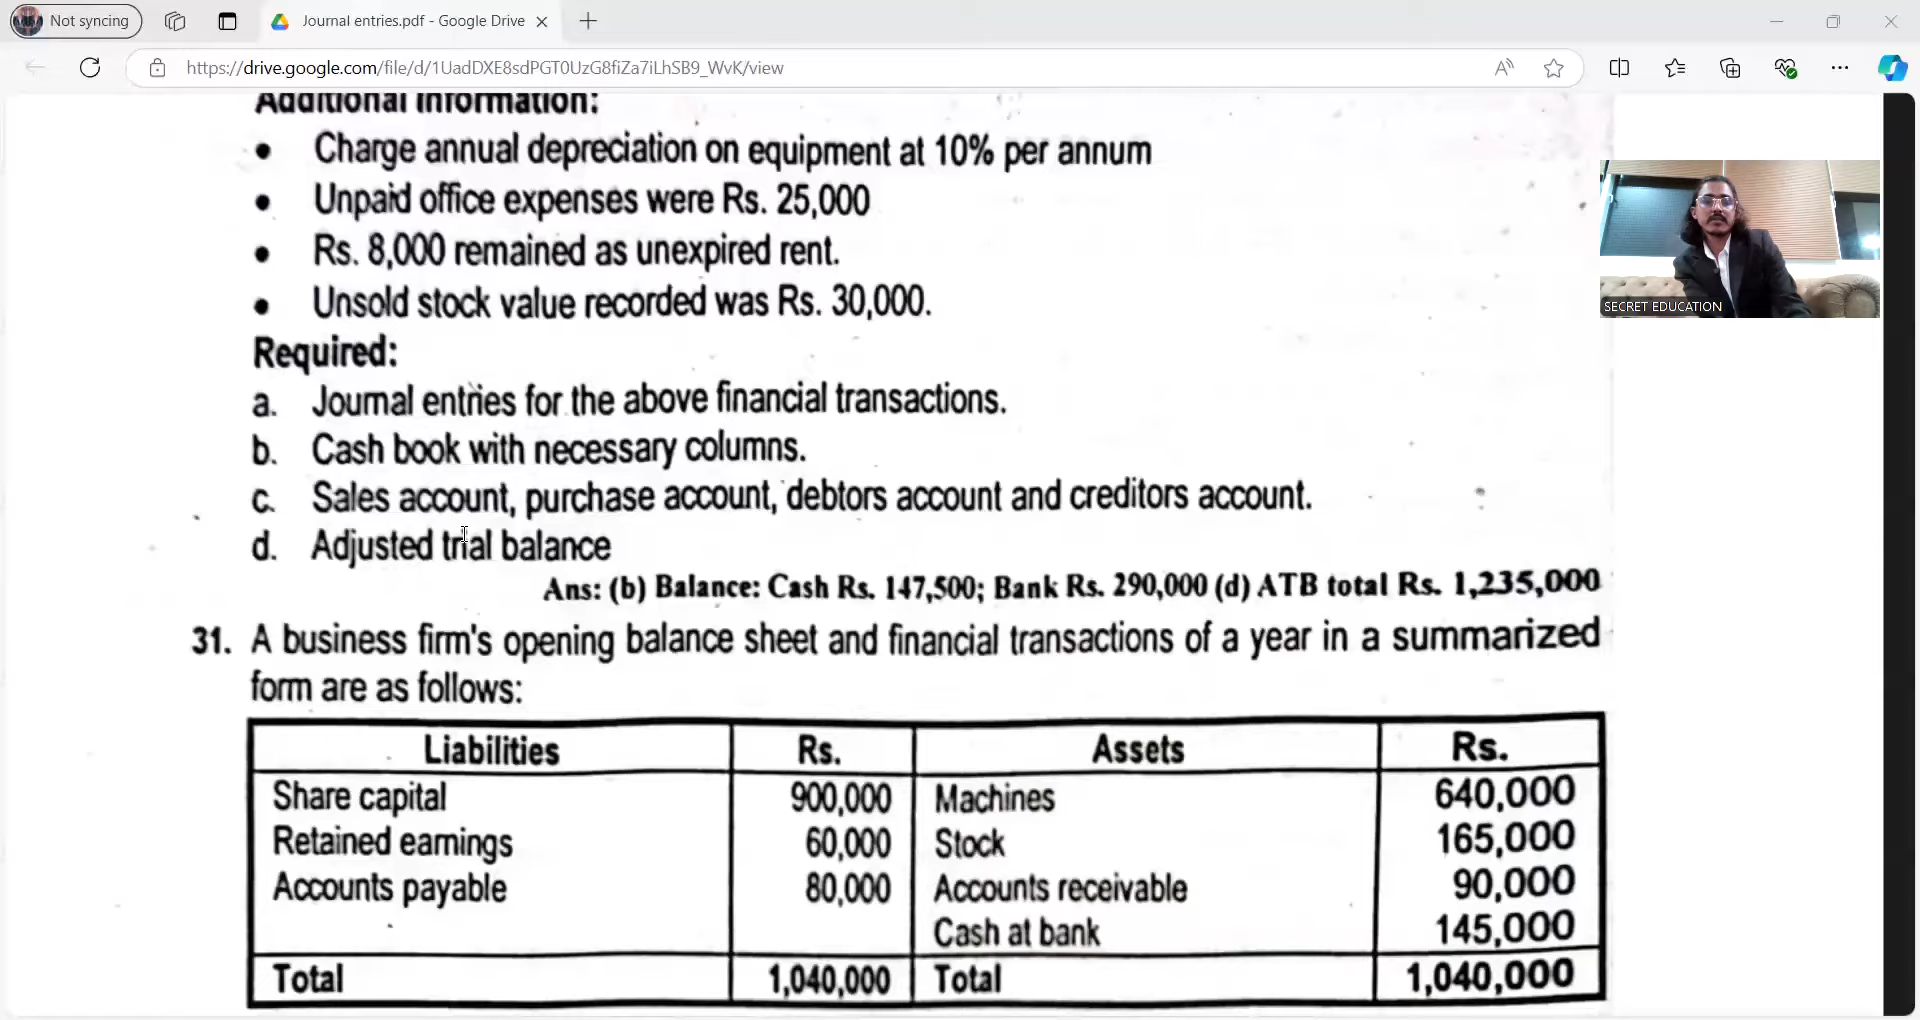 Not syncing
Journal entries.pdf - Google Drive
https://drive.google.com/file/d/1UadDXE8sdPGT0UzG8fiZa7iLhSB9_WvK/view
Additional Information:
• Charge annual depreciation on equipment at 10% per annum
• Unpaid office expenses were Rs. 25,000
• Rs. 8,000 remained as unexpired rent.
• Unsold stock value recorded was Rs. 30,000.
SECRET EDUCATION
Required:
a. Journal entries for the above financial transactions.
b. Cash book with necessary columns.
c. Sales account, purchase account, debtors account and creditors account.
d. Adjusted trial balance
Ans: (b) Balance: Cash Rs. 147,500; Bank Rs. 290,000 (d) ATB total Rs. 1,235,000
31. A business firm's opening balance sheet and financial transactions of a year in a summarized
form are as follows:
Liabilities Rs. Assets Rs.
Share capital 900,000 Machines 640,000
Retained earnings 60,000 Stock 165,000
Accounts payable 80,000 Accounts receivable 90,000
Cash at bank 145,000
Total 1,040,000 Total 1,040,000